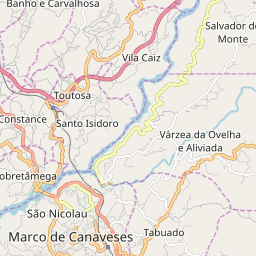 Banho e Carvalhosa
Salvador do
Monte
Vila Caiz
Toutosa
Constance
Santo Isidoro
Várzea da Ovelha
e Aliviada
obretâmega
São Nicolau
Marco de Canaveses
Tabuado